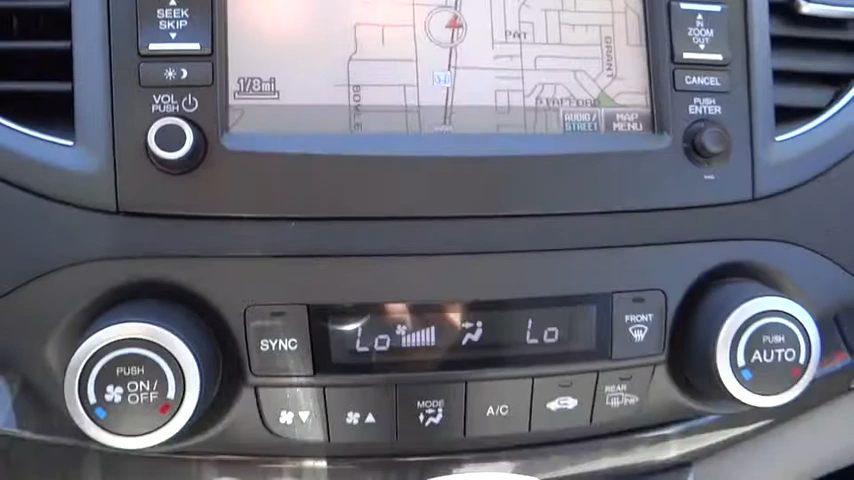 SEEK
SKIP
VOL
PUSH
1/8mi
BOYLE
PAT
GRANT
STAFFORD
AUDIO/
STREET
MAP
MENU
ZOOM
OUT
CANCEL
PUSH
ENTER
PUSH
ON/
OFF
SYNC
Lo
Lo
FRONT
PUSH
AUTO
MODE
A/C
REAR